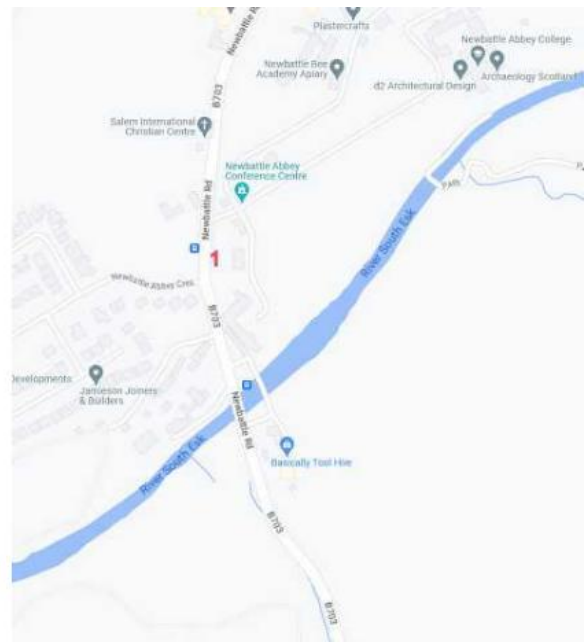 Plastercrafts
Newbattle Rd
B703
Newbattle Abbey College
Newbattle Bee
Academy Apiary
d2 Architectural Design
Archaeology Scotland
Salem International
Christian Centre
Newbattle Abbey
Conference Centre
Path
Newbattle Rd
1
River South Esk
Newbattle Abbey Cres
B703
Developments
Jamieson Joiners
& Builders
Newbattle Rd
River South Esk
Basically Tool Hire
B703
B703